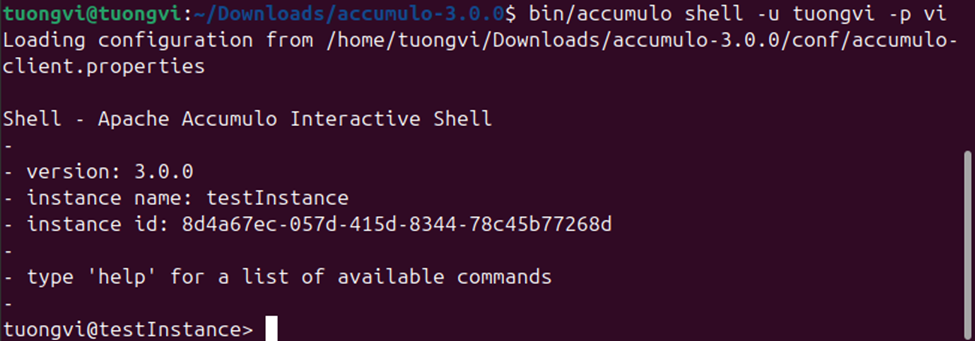 tuongvi@tuongvi:~/Downloads/accumulo-3.0.0$ bin/accumulo shell -u tuongvi -p vi
Loading configuration from /home/tuongvi/Downloads/accumulo-3.0.0/conf/accumulo-
client.properties

Shell - Apache Accumulo Interactive Shell
-
- version: 3.0.0
- instance name: testInstance
- instance id: 8d4a67ec-057d-415d-8344-78c45b77268d
-
- type 'help' for a list of available commands
-
tuongvi@testInstance>